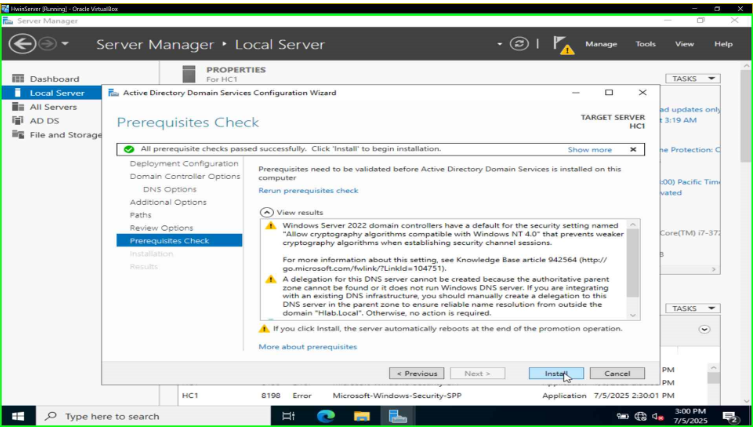 HwinServer [Running] - Oracle VirtualBox
Server Manager
Server Manager ‣ Local Server
Manage Tools View Help
Dashboard
Local Server
All Servers
AD DS
File and Storage
PROPERTIES
For HC1
TASKS
Active Directory Domain Services Configuration Wizard
Prerequisites Check
TARGET SERVER
HC1
All prerequisite checks passed successfully. Click 'Install' to begin installation.
Show more
Deployment Configuration
Domain Controller Options
DNS Options
Additional Options
Paths
Review Options
Prerequisites Check
Installation
Results
Prerequisites need to be validated before Active Directory Domain Services is installed on this
computer
Rerun prerequisites check
View results
Windows Server 2022 domain controllers have a default for the security setting named
"Allow cryptography algorithms compatible with Windows NT 4.0" that prevents weaker
cryptography algorithms when establishing security channel sessions.
For more information about this setting, see Knowledge Base article 942564 (http://
go.microsoft.com/fwlink/?LinkId=104751).
A delegation for this DNS server cannot be created because the authoritative parent
zone cannot be found or it does not run Windows DNS server. If you are integrating
with an existing DNS infrastructure, you should manually create a delegation to this
DNS server in the parent zone to ensure reliable name resolution from outside the
domain "Hlab.Local". Otherwise, no action is required.
If you click Install, the server automatically reboots at the end of the promotion operation.
More about prerequisites
< Previous
Next >
Install
Cancel
ad updates only
t 3:19 AM
me Protection: C
:00) Pacific Time
vated
Core(TM) i7-37
TASKS
PM
PM
HC1 8198 Error Microsoft-Windows-Security-SPP Application 7/5/2025 2:30:01 PM
Type here to search
3:00 PM
7/5/2025